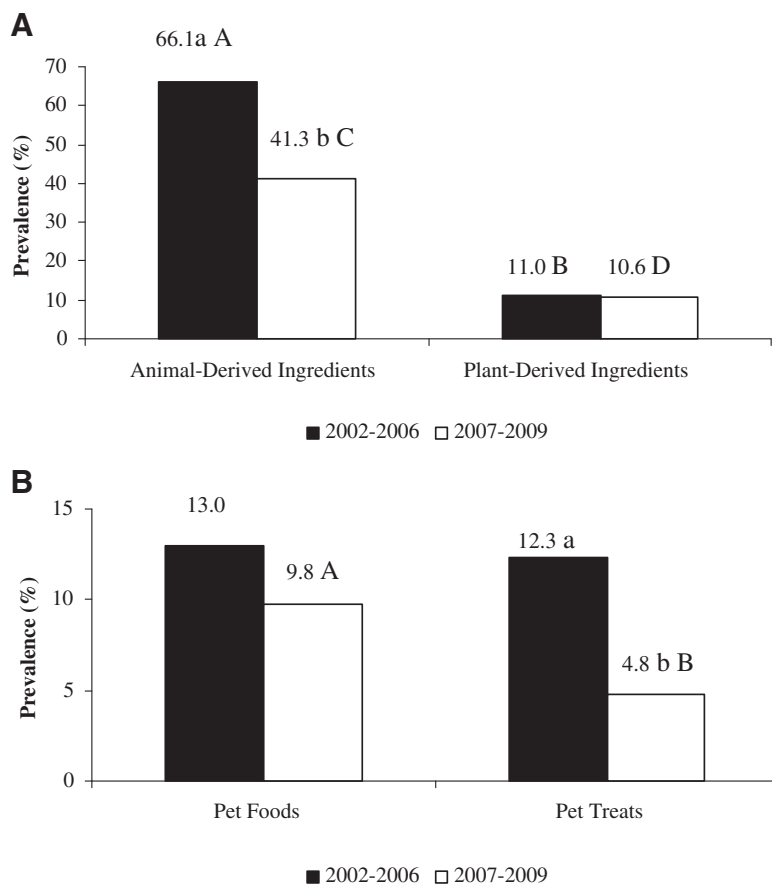 A
66.1a A
70
60
41.3 b C
50
40
30
20
11.0 B 10.6 D
10
0
Prevalence (%)
Animal-Derived Ingredients Plant-Derived Ingredients
2002-2006 2007-2009
B
15
13.0
12.3 a
9.8 A
10
4.8 b B
5
0
Prevalence (%)
Pet Foods Pet Treats
2002-2006 2007-2009